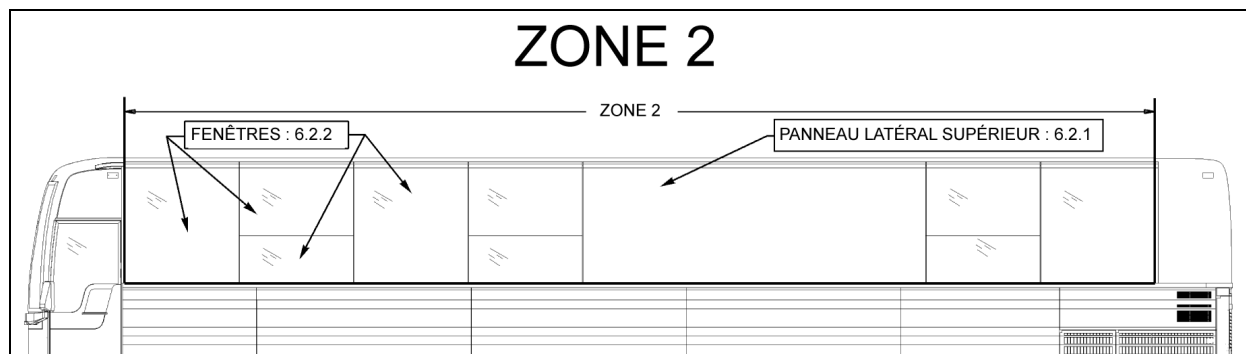 ZONE 2
ZONE 2
FENÊTRES : 6.2.2
PANNEAU LATÉRAL SUPÉRIEUR : 6.2.1